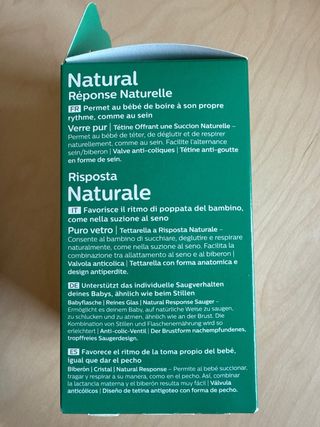 Natural
Réponse Naturelle
FR Permet au bébé de boire à son propre
rythme, comme au sein
Verre pur | Tétine Offrant une Succion Naturelle –
Permet au bébé de téter, de déglutir et de respirer
naturellement, comme au sein. Facilite l'alternance
sein/biberon | Valve anti-coliques | Tétine anti-goutte
en forme de sein.
Risposta
Naturale
IT Favorisce il ritmo di poppata del bambino,
come nella suzione al seno
Puro vetro | Tettarella a Risposta Naturale –
Consente al bambino di succhiare, deglutire e respirare
naturalmente, come nella suzione al seno. Facilita la
combinazione tra allattamento al seno e al biberon |
Valvola anticolica | Tettarella con forma anatomica e
design antiperdite.
DE Unterstützt das individuelle Saugverhalten
deines Babys, ähnlich wie beim Stillen
Babyflasche | Reines Glas | Natural Response Sauger –
Ermöglicht es deinem Baby, auf natürliche Weise zu saugen,
zu schlucken und zu atmen, ähnlich wie an der Brust. Die
Kombination von Stillen und Flaschenernährung wird so
erleichtert | Anti-colic-Ventil | Der Brustform nachempfundenes,
tropffreies Saugerdesign.
ES Favorece el ritmo de la toma propio del bebé,
igual que dar el pecho
Biberón | Cristal | Natural Response – Permite al bebé succionar,
tragar y respirar a su manera, como en el pecho. Así, combinar
la lactancia materna y el biberón resulta muy fácil | Válvula
anticólicos | Diseño de tetina antigoteo con forma de pecho.